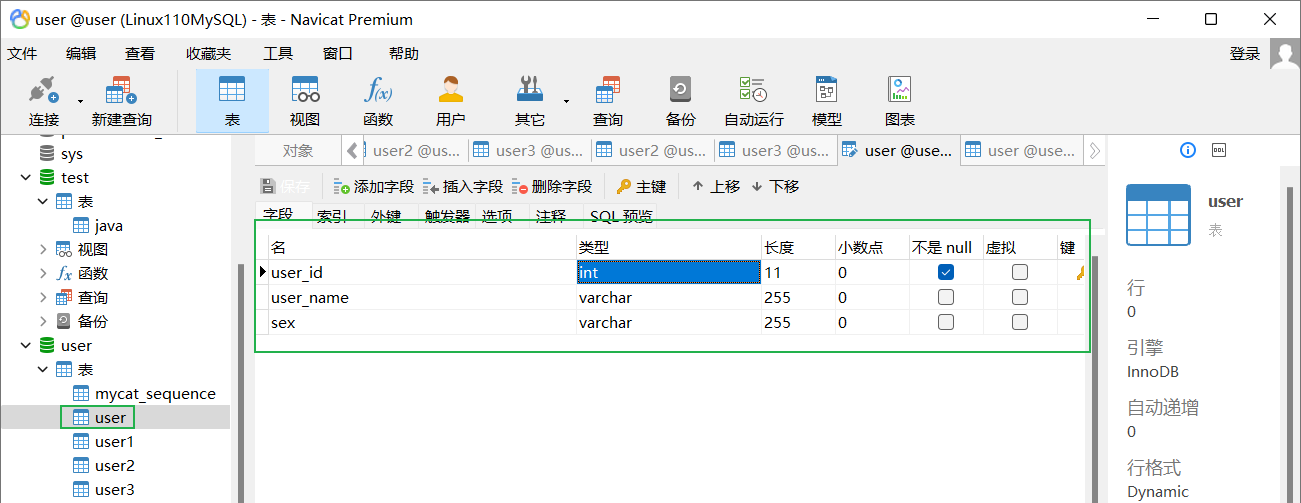 user @user (Linux110MySQL) - 表 - Navicat Premium
文件 编辑 查看 收藏夹 工具 窗口 帮助 登录
连接 新建查询 表 视图 函数 用户 其它 查询 备份 自动运行 模型 图表
f(x)
sys
test
表
java
视图
fx 函数
查询
备份
user
表
mycat_sequence
user
user1
user2
user3
对象 user2 @us... user3 @us... user2 @us... user3 @us... user @use... user @use...
保存 添加字段 插入字段 删除字段 主键 上移 下移
字段 索引 外键 触发器 选项 注释 SQL 预览
名 类型 长度 小数点 不是 null 虚拟 键
user_id int 11 0
user_name varchar 255 0
sex varchar 255 0
DDL
user
表
行
0
引擎
InnoDB
自动递增
0
行格式
Dynamic